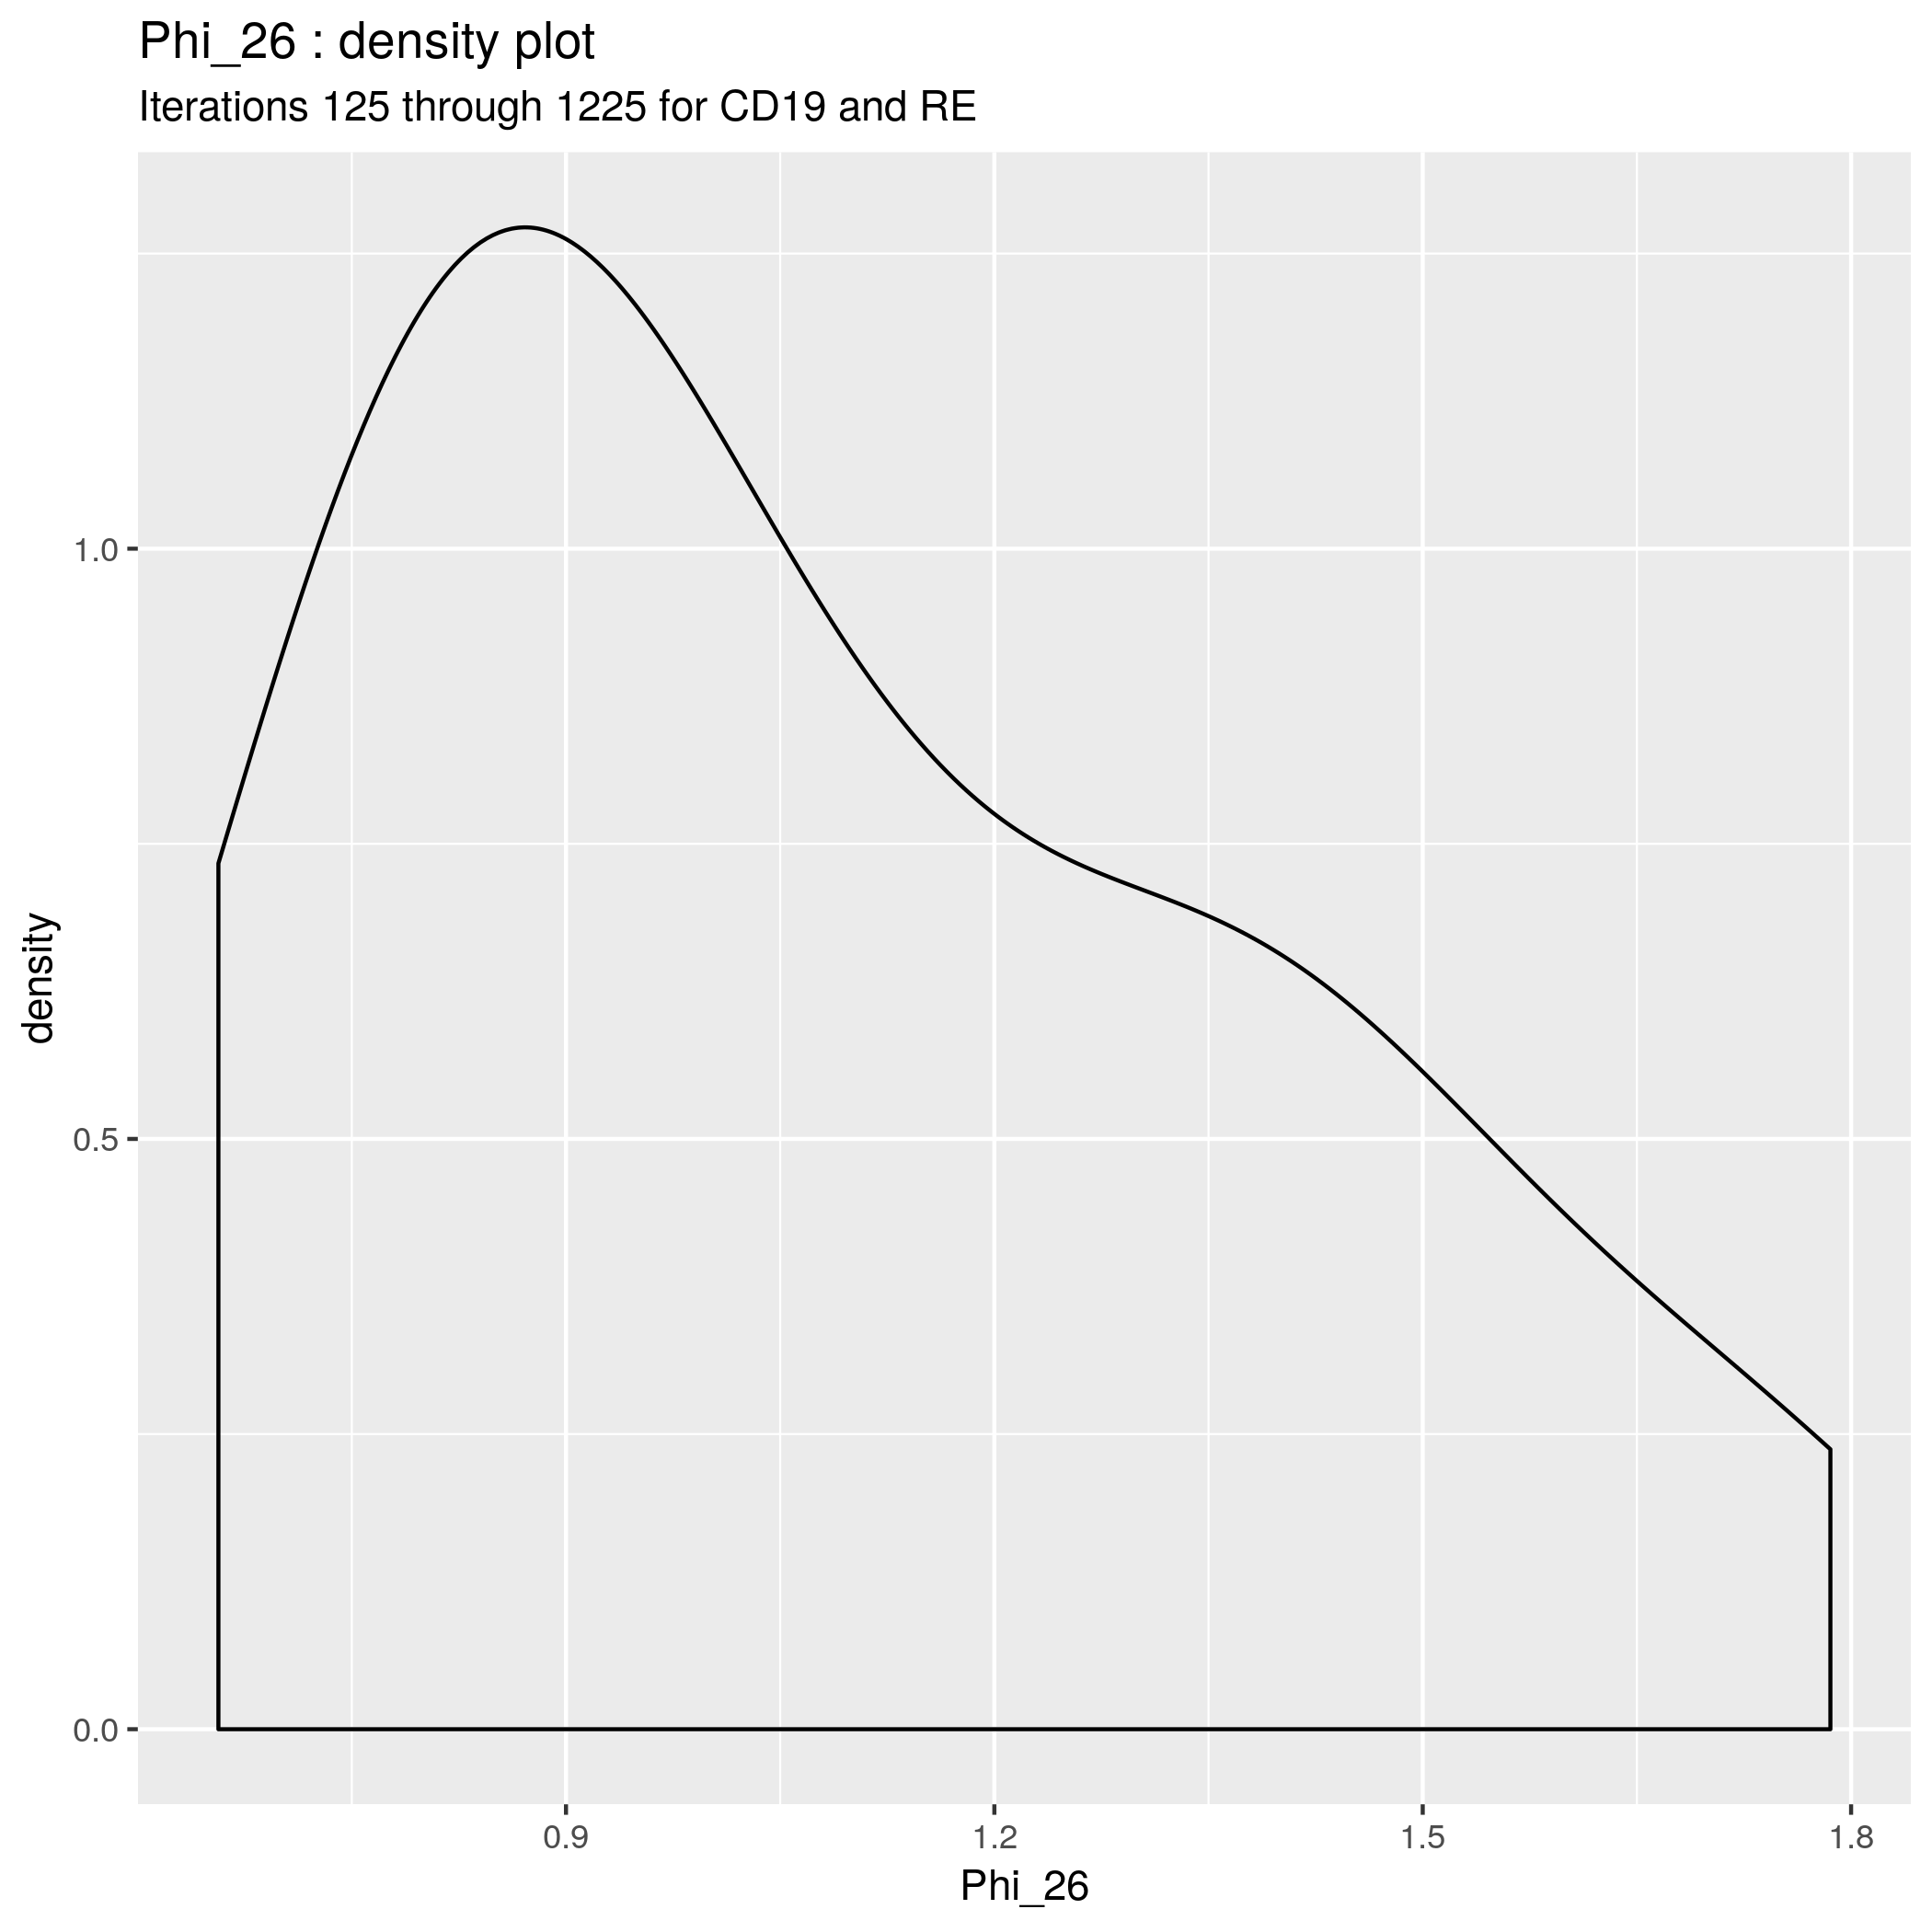 Phi_26 : density plot
Iterations 125 through 1225 for CD19 and RE
density
1.0
0.5
0.0
0.9 1.2 1.5 1.8
Phi_26